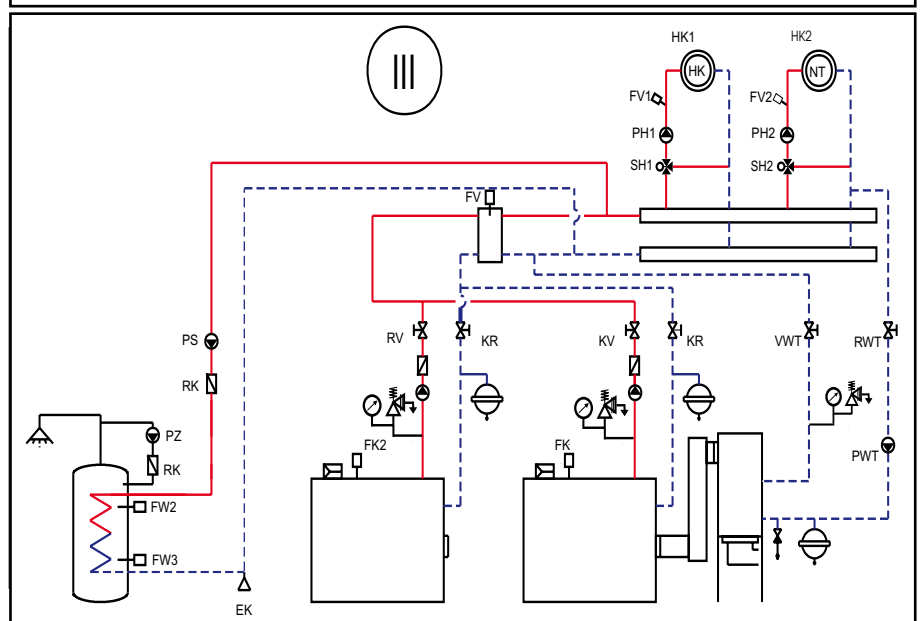 III
HK1
HK2
HK
NT
FV1
FV2
PH1
PH2
SH1
SH2
FV
PS
RV
KR
KV
KR
VWT
RWT
RK
PZ
FK2
FK
PWT
RK
FW2
FW3
EK